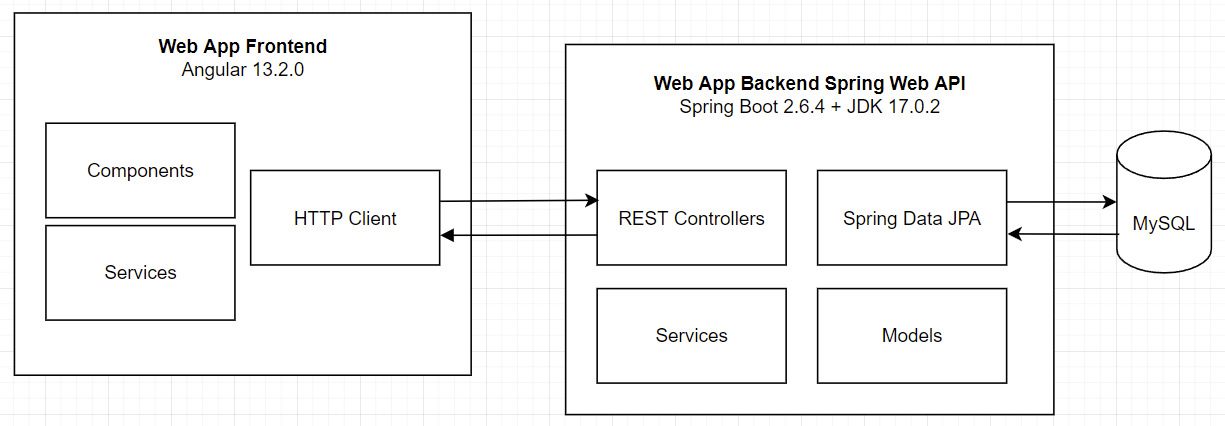 Web App Frontend
Angular 13.2.0
Components
HTTP Client
Services
Web App Backend Spring Web API
Spring Boot 2.6.4 + JDK 17.0.2
REST Controllers
Spring Data JPA
Services
Models
MySQL